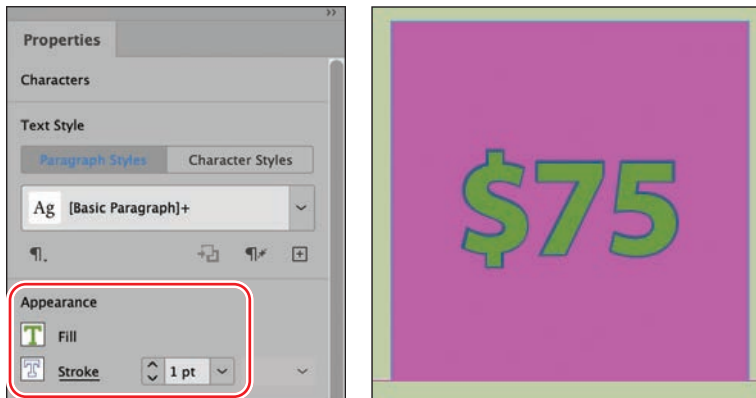 Properties
Characters
Text Style
Paragraph Styles Character Styles
Ag [Basic Paragraph]+
Appearance
T Fill
T Stroke 1 pt
$75